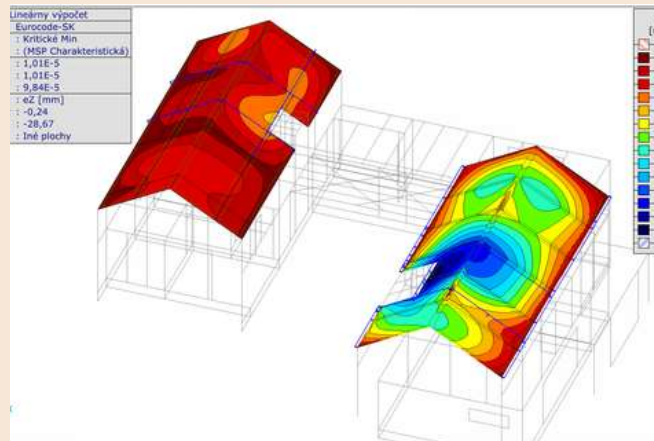 Lineárny výpočet
Eurocode-SK
: Kritické Min
: (MSP Charakteristická)
: 1,01E-5
: 1,01E-5
: 9,84E-5
: eZ [mm]
: -0,24
: -28,67
: Iné plochy